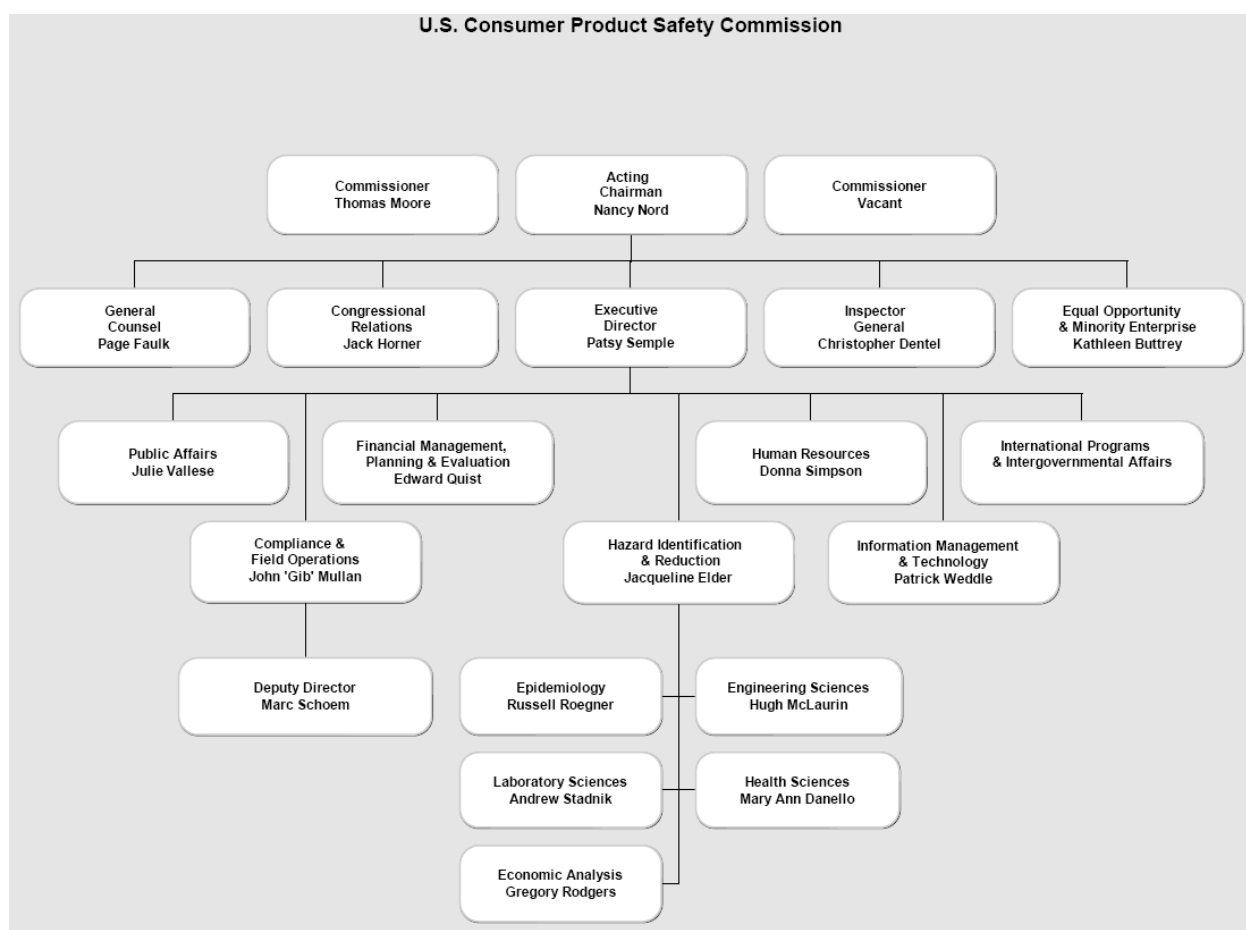 U.S. Consumer Product Safety Commission
Commissioner
Thomas Moore
Acting
Chairman
Nancy Nord
Commissioner
Vacant
General
Counsel
Page Faulk
Congressional
Relations
Jack Horner
Executive
Director
Patsy Semple
Inspector
General
Christopher Dentel
Equal Opportunity
& Minority Enterprise
Kathleen Buttrey
Public Affairs
Julie Vallese
Financial Management,
Planning & Evaluation
Edward Quist
Human Resources
Donna Simpson
International Programs
& Intergovernmental Affairs
Compliance &
Field Operations
John 'Gib' Mullan
Hazard Identification
& Reduction
Jacqueline Elder
Information Management
& Technology
Patrick Weddle
Deputy Director
Marc Schoem
Epidemiology
Russell Roegner
Engineering Sciences
Hugh McLaurin
Laboratory Sciences
Andrew Stadnik
Health Sciences
Mary Ann Danello
Economic Analysis
Gregory Rodgers